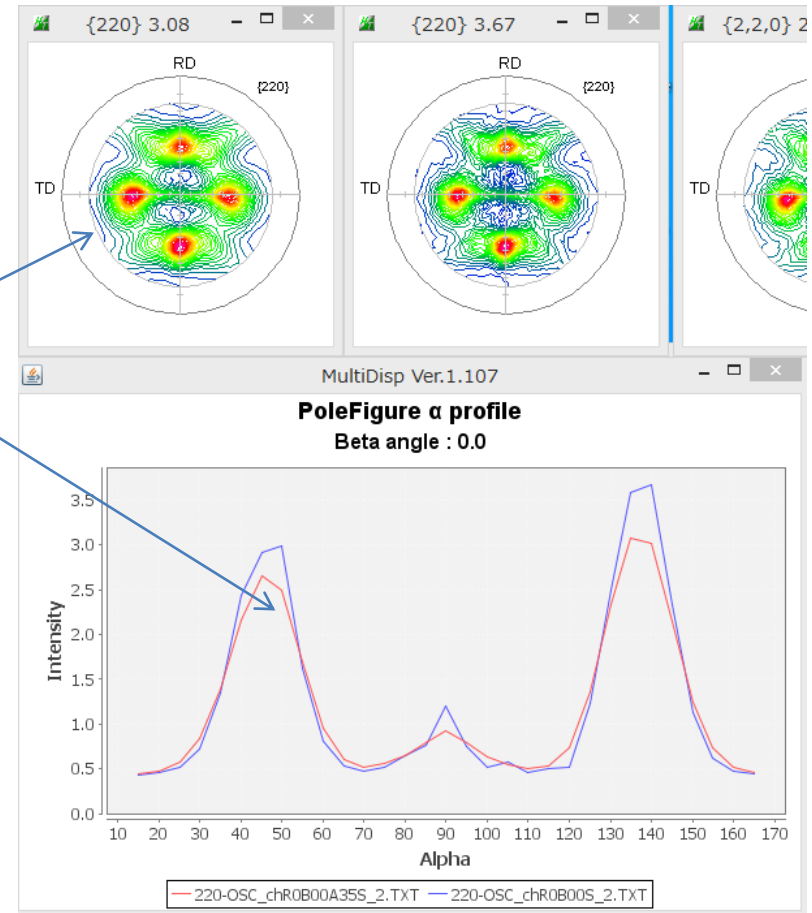 {220} 3.08
{220} 3.67
{2,2,0} 2
RD
{220}
TD
RD
{220}
TD
TD
MultiDisp Ver.1.107
PoleFigure α profile
Beta angle : 0.0
Intensity
3.5
3.0
2.5
2.0
1.5
1.0
0.5
0.0
10 20 30 40 50 60 70 80 90 100 110 120 130 140 150 160 170
Alpha
220-OSC_chR0B00A35S_2.TXT 220-OSC_chR0B00S_2.TXT